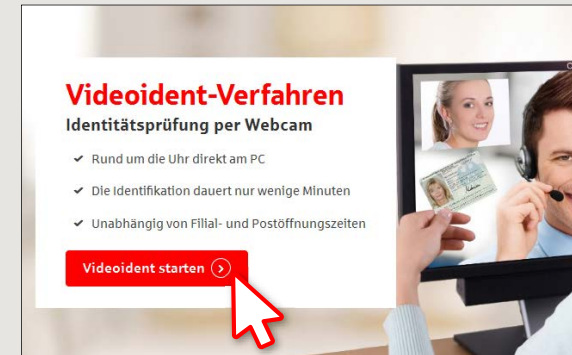 Videoident-Verfahren
Identitätsprüfung per Webcam
Rund um die Uhr direkt am PC
Die Identifikation dauert nur wenige Minuten
Unabhängig von Filial- und Postöffnungszeiten
Videoident starten